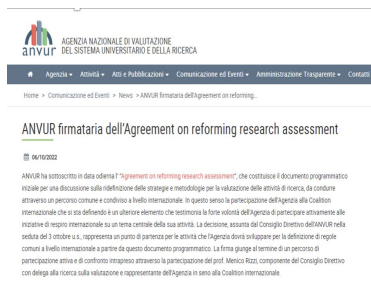 anvur
AGENZIA NAZIONALE DI VALUTAZIONE
DEL SISTEMA UNIVERSITARIO E DELLA RICERCA
Agenzia Attività Atti e Pubblicazioni Comunicazione ed Eventi Amministrazione Trasparente Contatti
Home > Comunicazione ed Eventi > News > ANVUR firmataria dell'Agreement on reforming...
ANVUR firmataria dell'Agreement on reforming research assessment
06/10/2022
ANVUR ha sottoscritto in data odierna l' "Agreement on reforming research assessment", che costituisce il documento programmatico
iniziale per una discussione sulla ridefinizione delle strategie e metodologie per la valutazione delle attività di ricerca, da condurre
attraverso un percorso comune e condiviso a livello internazionale. In questo senso la partecipazione dell'Agenzia alla Coalition
internazionale che si sta definendo è un ulteriore elemento che testimonia la forte volontà dell'Agenzia di partecipare attivamente alle
iniziative di respiro internazionale su un tema centrale della sua attività. La decisione, assunta dal Consiglio Direttivo dell'ANVUR nella
seduta del 3 ottobre u.s., rappresenta un punto di partenza per le attività che l'Agenzia dovrà sviluppare per la definizione di regole
comuni a livello internazionale a partire da questo documento programmatico. La firma giunge al termine di un percorso di
partecipazione attiva e di confronto intrapreso attraverso la partecipazione del prof. Menico Rizzi, componente del Consiglio Direttivo
con delega alla ricerca sulla valutazione e rappresentante dell'Agenzia in seno alla Coalition internazionale.